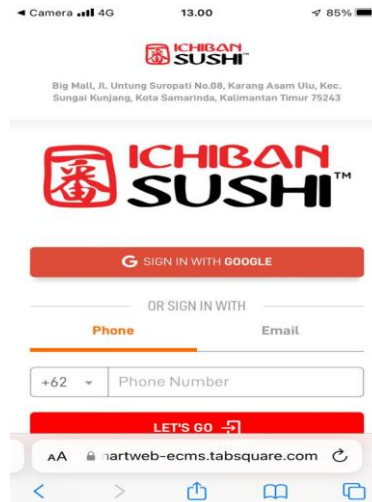 Camera 4G 13.00 85%
番 ICHIBAN
SUSHI™
Big Mall, Jl. Untung Suropati No.08, Karang Asam Ulu, Kec.
Sungai Kunjang, Kota Samarinda, Kalimantan Timur 75243
番 ICHIBAN
SUSHI™
G SIGN IN WITH GOOGLE
OR SIGN IN WITH
Phone Email
+62 Phone Number
LET'S GO
AA artweb-ecms.tabsquare.com